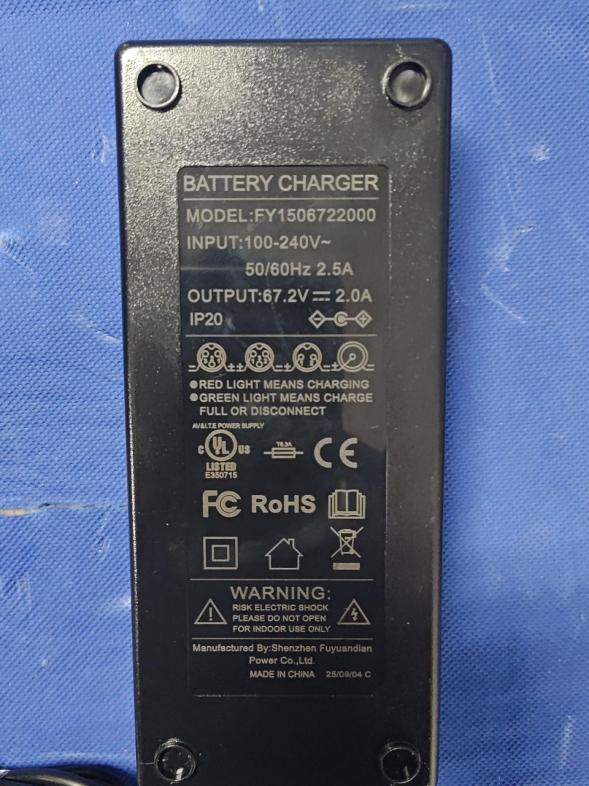 BATTERY CHARGER
MODEL:FY1506722000
INPUT:100-240V~
50/60Hz 2.5A
OUTPUT:67.2V⎓2.0A
IP20
●RED LIGHT MEANS CHARGING
●GREEN LIGHT MEANS CHARGE
FULL OR DISCONNECT
AV&I.T.E POWER SUPPLY
C UL US
LISTED
E350715
T6.3A
CE
FC RoHS
WARNING:
RISK ELECTRIC SHOCK
PLEASE DO NOT OPEN
FOR INDOOR USE ONLY
Manufactured By:Shenzhen Fuyuandian
Power Co.,Ltd.
MADE IN CHINA 25/09/04 C